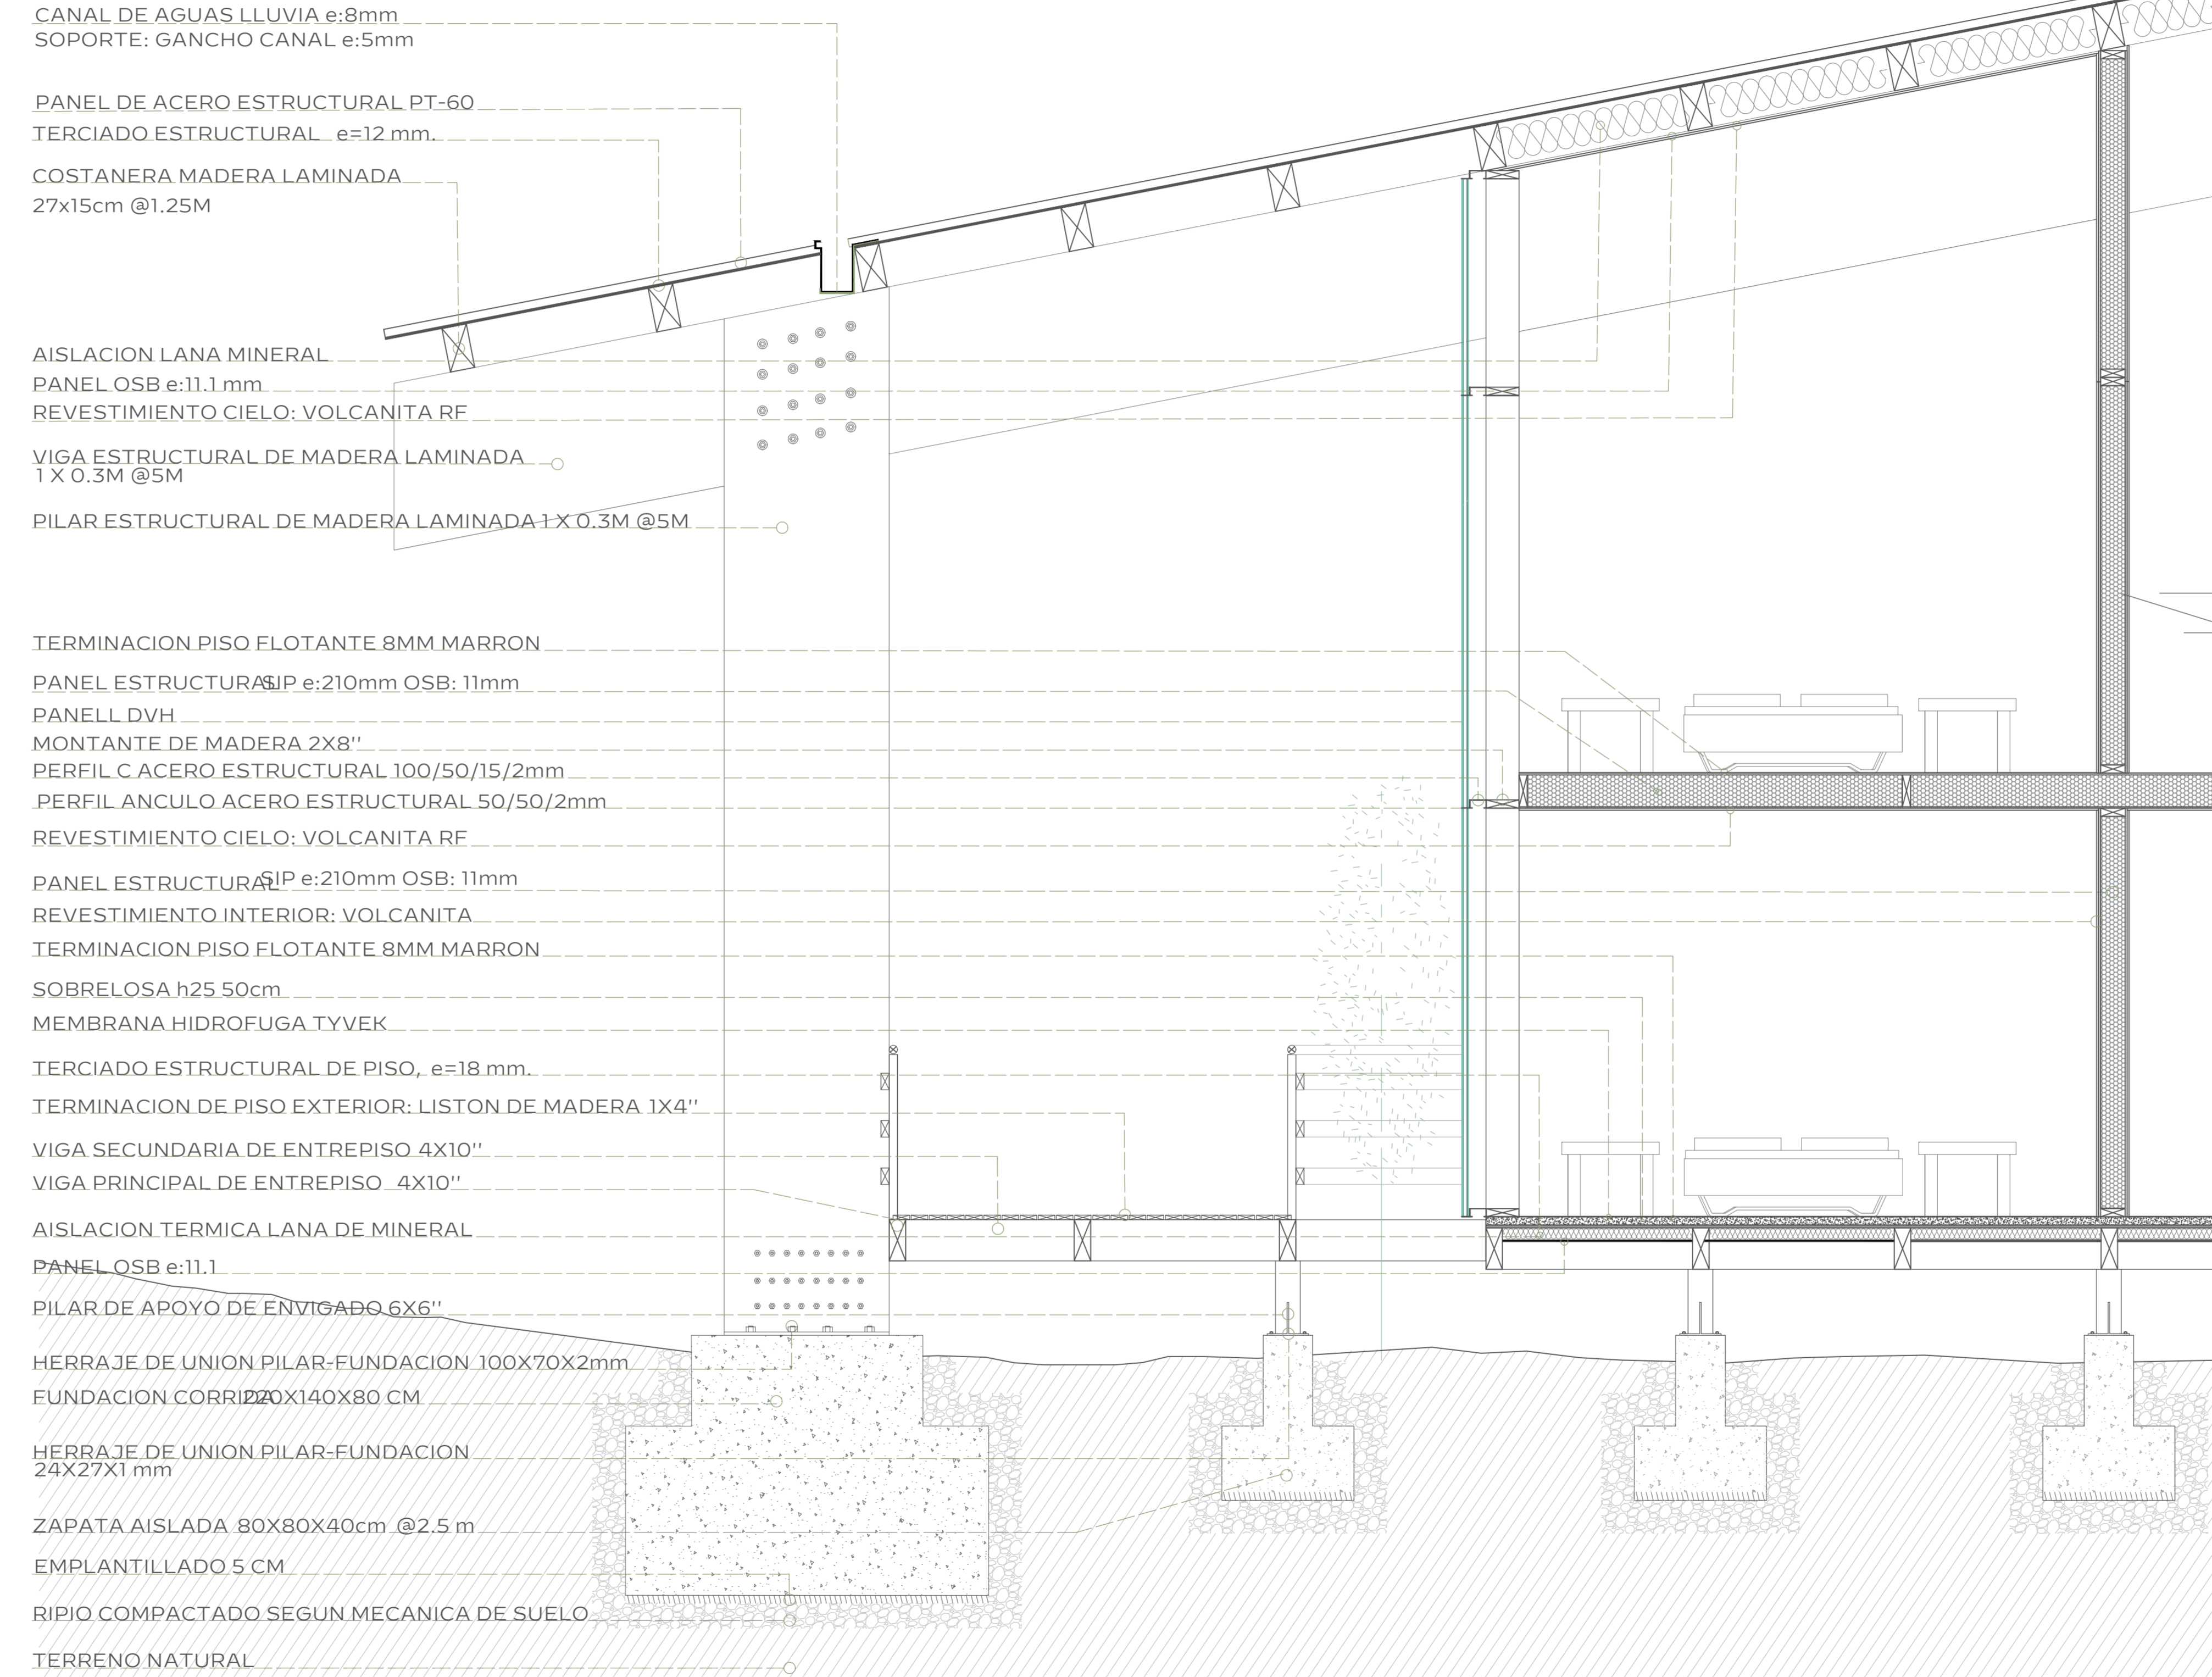 CANAL DE AGUAS LLUVIA e:8mm
SOPORTE: GANCHO CANAL e:5mm
PANEL DE ACERO ESTRUCTURAL PT-60
TERCIADO ESTRUCTURAL e=12 mm.
COSTANERA MADERA LAMINADA
27x15cm @1.25M
AISLACION LANA MINERAL
PANEL OSB e:11.1 mm
REVESTIMIENTO CIELO: VOLCANITA RF
VIGA ESTRUCTURAL DE MADERA LAMINADA
1 X 0.3M @5M
PILAR ESTRUCTURAL DE MADERA LAMINADA 1 X 0.3M @5M
TERMINACION PISO FLOTANTE 8MM MARRON
PANEL ESTRUCTURAL SIP e:210mm OSB: 11mm
PANELL DVH
MONTANTE DE MADERA 2X8''
PERFIL C ACERO ESTRUCTURAL 100/50/15/2mm
PERFIL ANCULO ACERO ESTRUCTURAL 50/50/2mm
REVESTIMIENTO CIELO: VOLCANITA RF
PANEL ESTRUCTURAL SIP e:210mm OSB: 11mm
REVESTIMIENTO INTERIOR: VOLCANITA
TERMINACION PISO FLOTANTE 8MM MARRON
SOBRELOSA h25 50cm
MEMBRANA HIDROFUGA TYVEK
TERCIADO ESTRUCTURAL DE PISO, e=18 mm.
TERMINACION DE PISO EXTERIOR: LISTON DE MADERA 1X4''
VIGA SECUNDARIA DE ENTREPISO 4X10''
VIGA PRINCIPAL DE ENTREPISO 4X10''
AISLACION TERMICA LANA DE MINERAL
PANEL OSB e:11.1
PILAR DE APOYO DE ENVIGADO 6X6''
HERRAJE DE UNION PILAR-FUNDACION 100X70X2mm
FUNDACION CORRIDA 220X140X80 CM
HERRAJE DE UNION PILAR-FUNDACION
24X27X1 mm
ZAPATA AISLADA 80X80X40cm @2.5 m
EMPLANTILLADO 5 CM
RIPIO COMPACTADO SEGUN MECANICA DE SUELO
TERRENO NATURAL